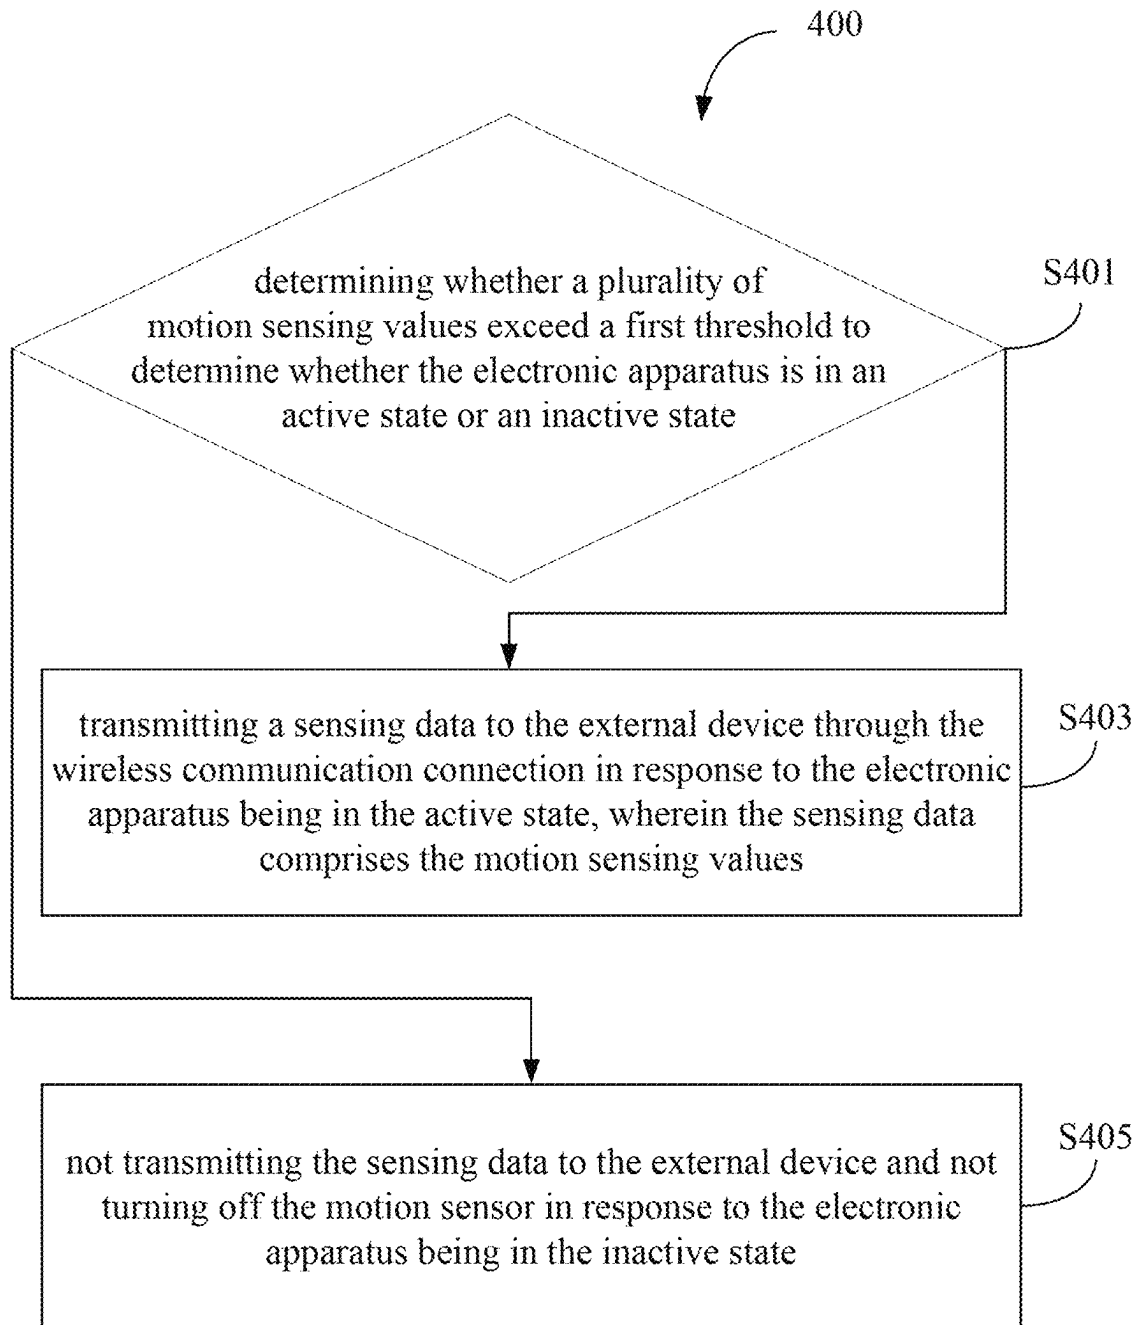 400
determining whether a plurality of
motion sensing values exceed a first threshold to
determine whether the electronic apparatus is in an
active state or an inactive state
S401
transmitting a sensing data to the external device through the
wireless communication connection in response to the electronic
apparatus being in the active state, wherein the sensing data
comprises the motion sensing values
S403
not transmitting the sensing data to the external device and not
turning off the motion sensor in response to the electronic
apparatus being in the inactive state
S405